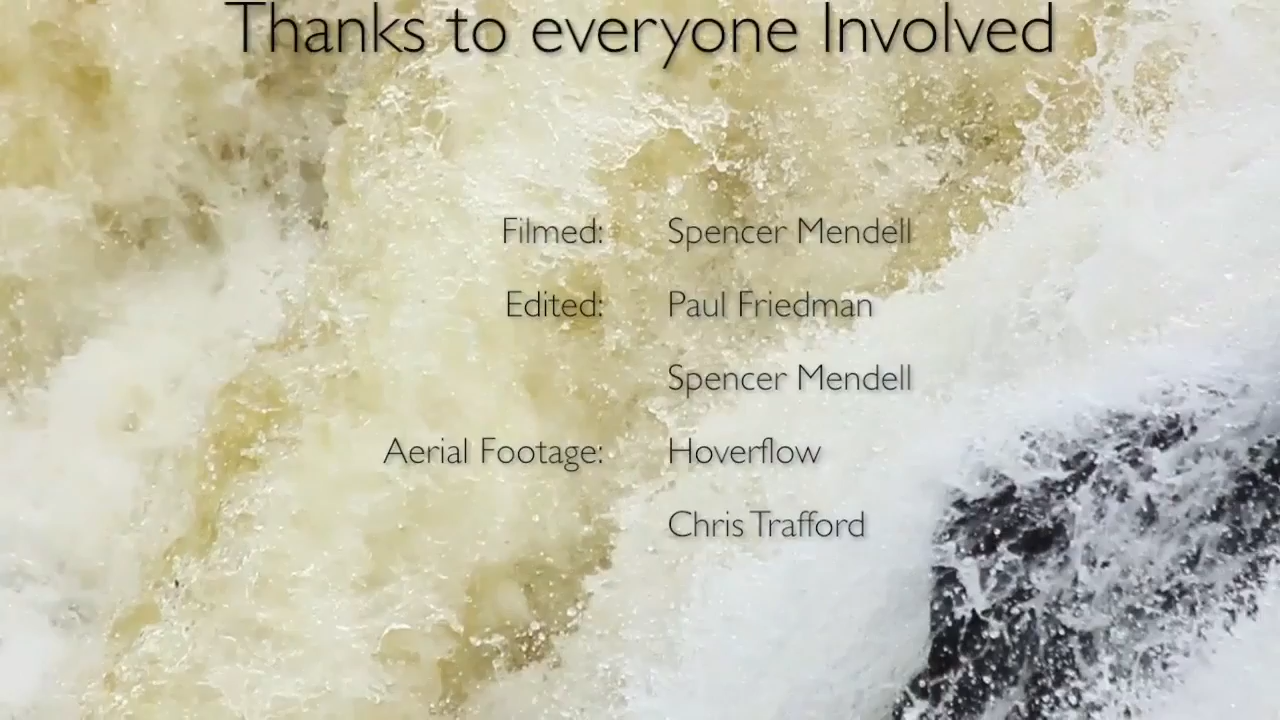 Thanks to everyone Involved
Filmed: Spencer Mendell
Edited: Paul Friedman
Spencer Mendell
Aerial Footage: Hoverflow
Chris Trafford